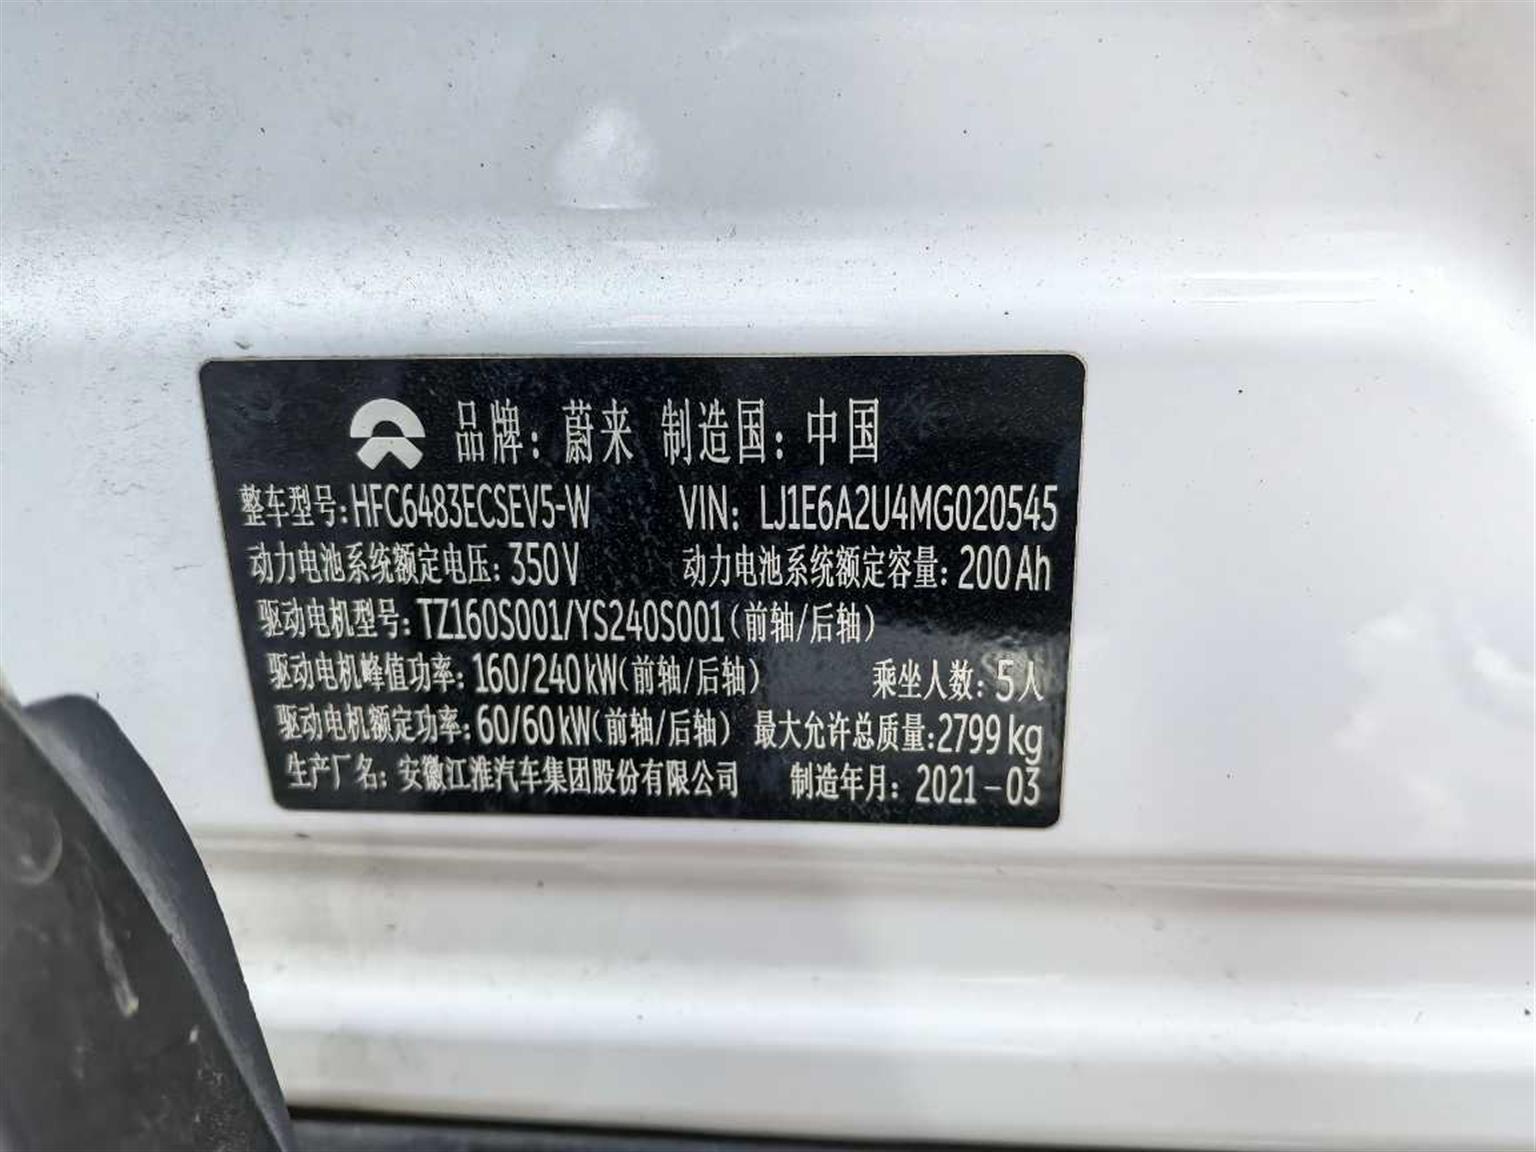 品牌：蔚来 制造国：中国
整车型号：HFC6483ECSEV5-W VIN：LJ1E6A2U4MG020545
动力电池系统额定电压：350V 动力电池系统额定容量：200Ah
驱动电机型号：TZ160S001/YS240S001（前轴/后轴）
驱动电机峰值功率：160/240kW（前轴/后轴） 乘坐人数：5人
驱动电机额定功率：60/60kW（前轴/后轴） 最大允许总质量：2799kg
生产厂名：安徽江淮汽车集团股份有限公司 制造年月：2021-03